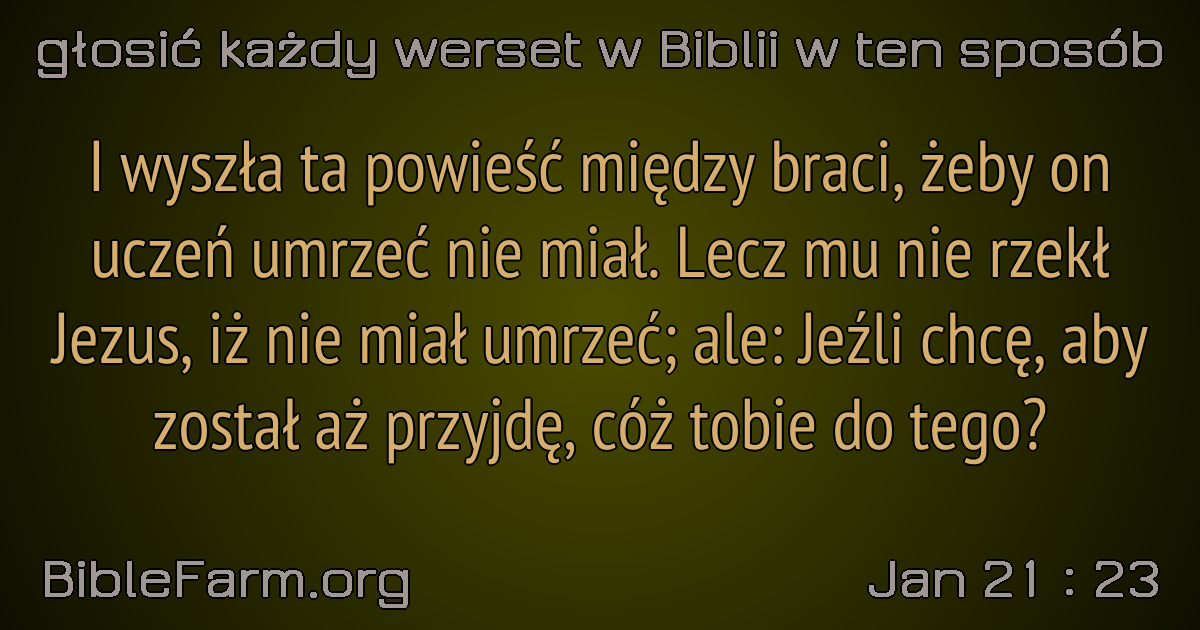 głosić każdy werset w Biblii w ten sposób
I wyszła ta powieść między braci, żeby on
uczeń umrzeć nie miał. Lecz mu nie rzekł
Jezus, iż nie miał umrzeć; ale: Jeźli chcę, aby
został aż przyjdę, cóż tobie do tego?
BibleFarm.org
Jan 21 : 23